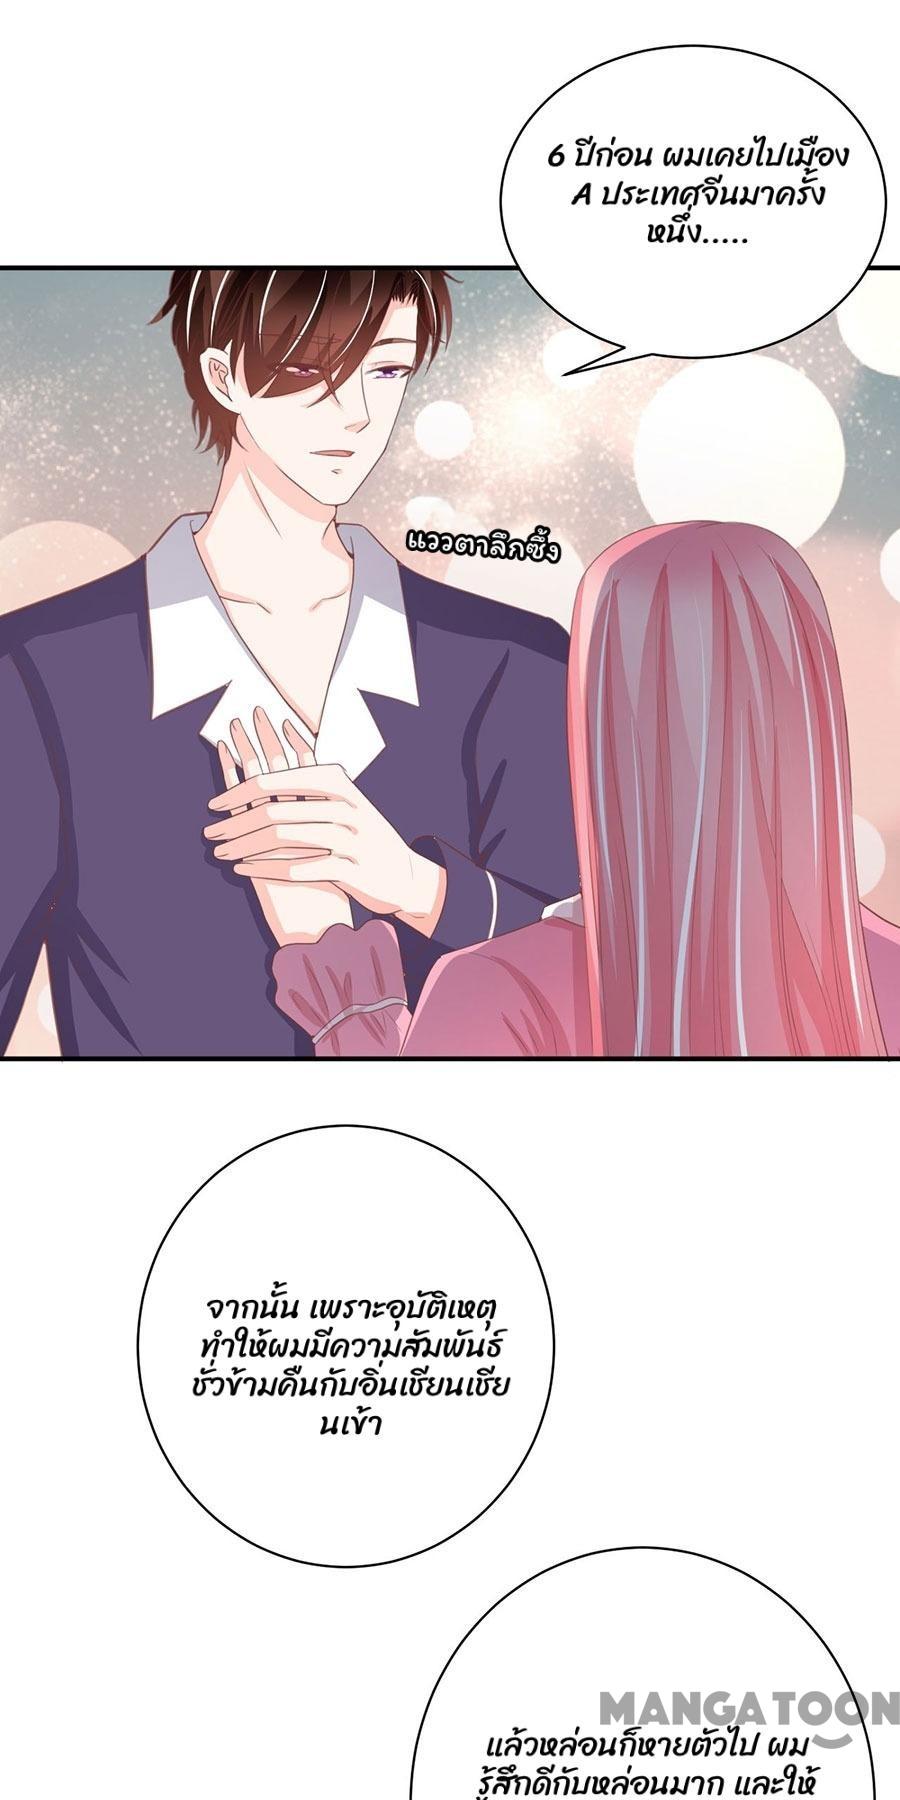 6 ปีก่อน ผมเคยไปเมือง
A ประเทศจีนมาครั้ง
หนึ่ง.....
แววตาลึกซึ้ง
จากนั้น เพราะอุบัติเหตุ
ทำให้ผมมีความสัมพันธ์
ชั่วข้ามคืนกับอิ่นเชียนเชีย
นเข้า
MANGATOON
แล้วหล่อนก็หายตัวไป ผม
รู้สึกดีกับหล่อนมาก และให้